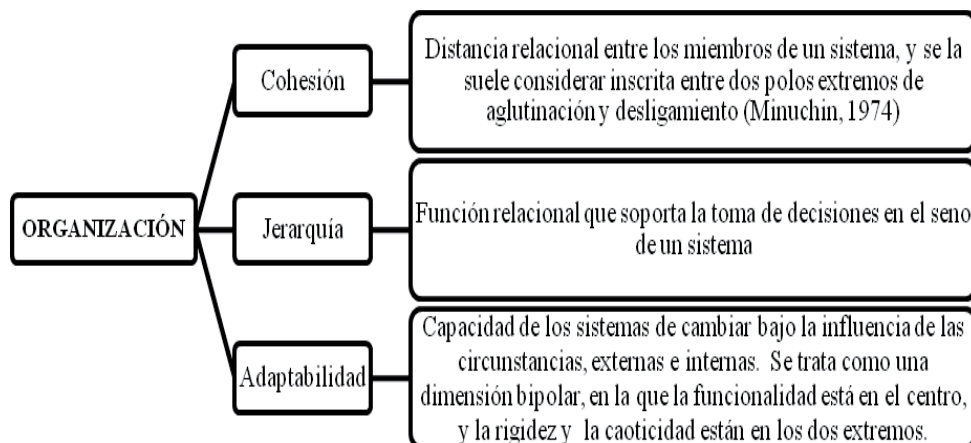 ORGANIZACIÓN
Cohesión
Distancia relacional entre los miembros de un sistema, y se la
suele considerar inscrita entre dos polos extremos de
aglutinación y desligamiento (Minuchin, 1974)
Jerarquía
Función relacional que soporta la toma de decisiones en el seno
de un sistema
Adaptabilidad
Capacidad de los sistemas de cambiar bajo la influencia de las
circunstancias, externas e internas. Se trata como una
dimensión bipolar, en la que la funcionalidad está en el centro,
y la rigidez y la caoticidad están en los dos extremos.